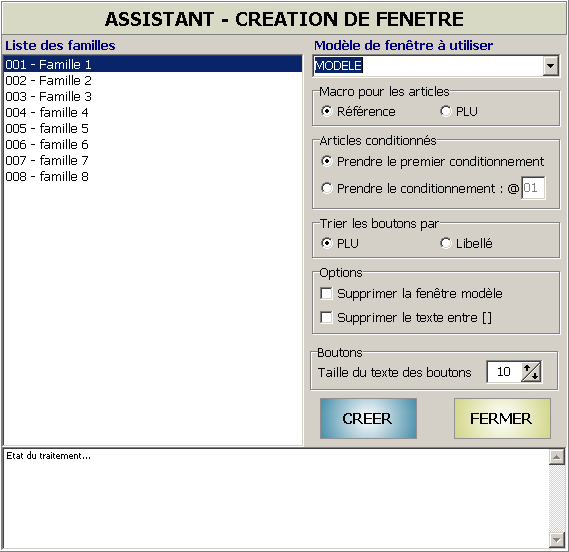 ASSISTANT - CREATION DE FENETRE
Liste des familles
001 - Famille 1
002 - Famille 2
003 - Famille 3
004 - famille 4
005 - famille 5
006 - famille 6
007 - famille 7
008 - famille 8
Modèle de fenêtre à utiliser
MODELE
Macro pour les articles
Référence PLU
Articles conditionnés
Prendre le premier conditionnement
Prendre le conditionnement : @ 01
Trier les boutons par
PLU Libellé
Options
Supprimer la fenêtre modèle
Supprimer le texte entre []
Boutons
Taille du texte des boutons 10
CREER FERMER
Etat du traitement...